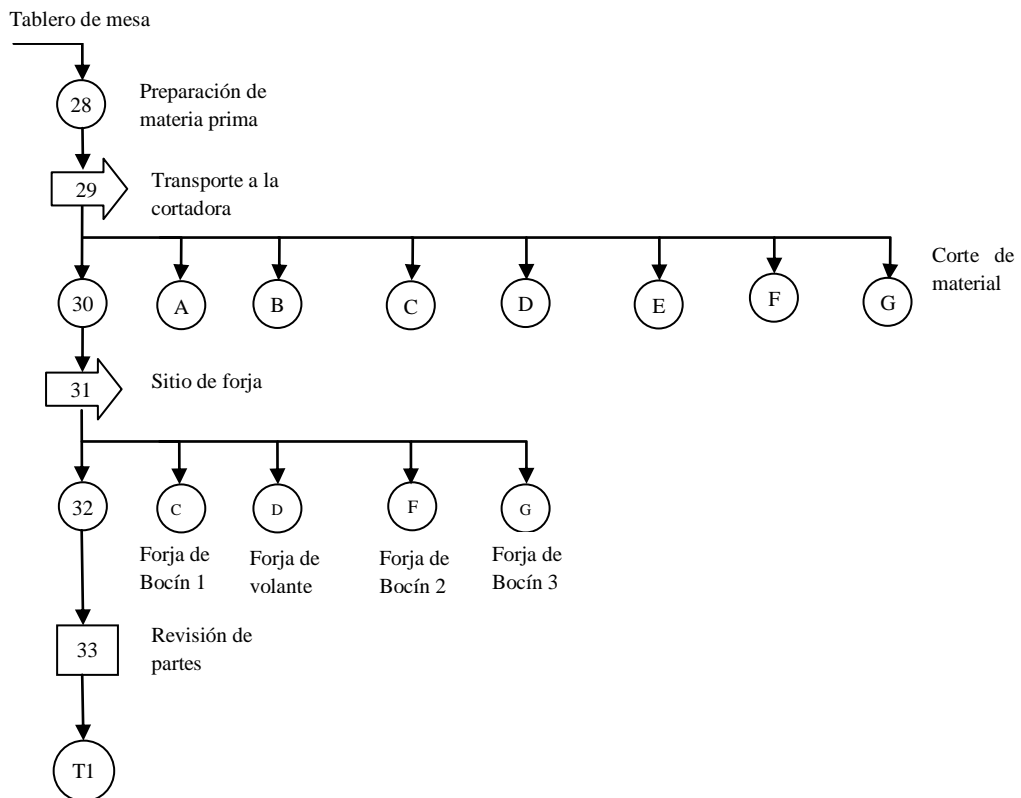 Tablero de mesa
28
Preparación de
materia prima
29
Transporte a la
cortadora
30
A
B
C
D
E
F
G
Corte de
material
31
Sitio de forja
32
C
D
F
G
Forja de
Bocín 1
Forja de
volante
Forja de
Bocín 2
Forja de
Bocín 3
33
Revisión de
partes
T1